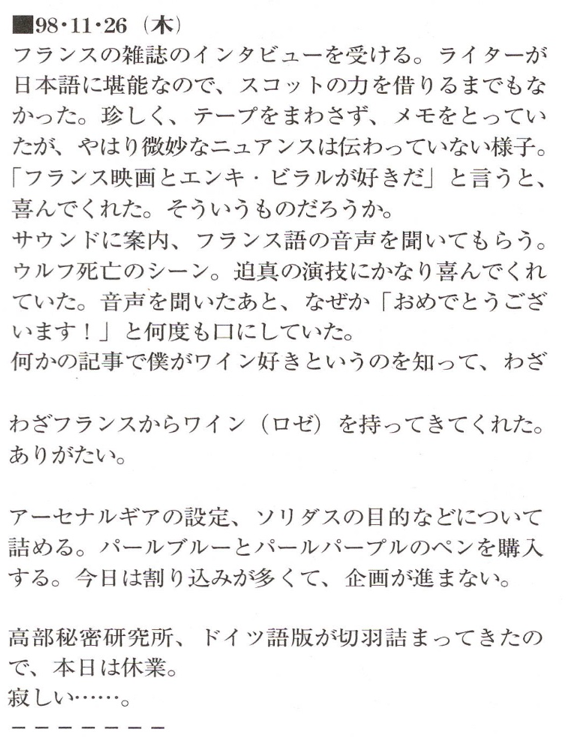 ■98・11・26（木）
フランスの雑誌のインタビューを受ける。ライターが
日本語に堪能なので、スコットの力を借りるまでもな
かった。珍しく、テープをまわさず、メモをとってい
たが、やはり微妙なニュアンスは伝わっていない様子。
「フランス映画とエンキ・ビラルが好きだ」と言うと、
喜んでくれた。そういうものだろうか。
サウンドに案内、フランス語の音声を聞いてもらう。
ウルフ死亡のシーン。迫真の演技にかなり喜んでくれ
ていた。音声を聞いたあと、なぜか「おめでとうござ
います！」と何度も口にしていた。
何かの記事で僕がワイン好きというのを知って、わざ
わざフランスからワイン（ロゼ）を持ってきてくれた。
ありがたい。
アーセナルギアの設定、ソリダスの目的などについて
詰める。パールブルーとパールパープルのペンを購入
する。今日は割り込みが多くて、企画が進まない。
高部秘密研究所、ドイツ語版が切羽詰まってきたの
で、本日は休業。
寂しい……。
－－－－－－－